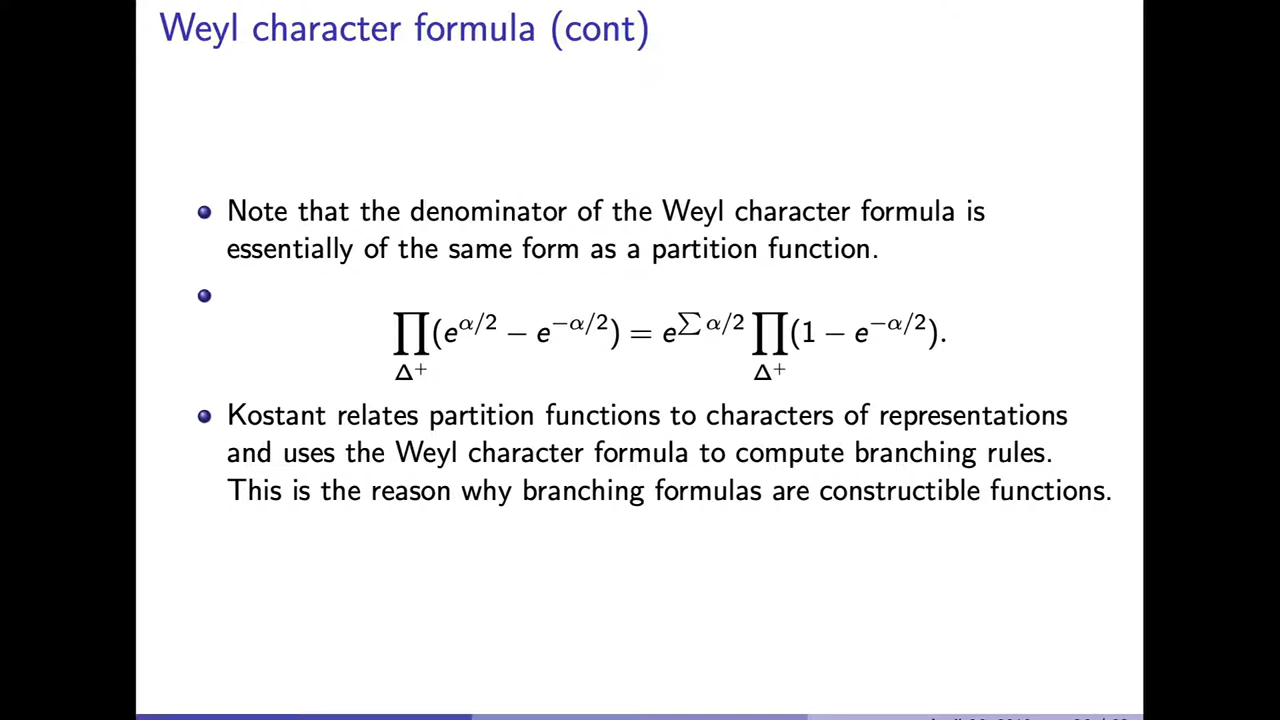 Weyl character formula (cont)
Note that the denominator of the Weyl character formula is
essentially of the same form as a partition function.
∏_{Δ⁺}(e^{α/2} − e^{−α/2}) = e^{∑ α/2} ∏_{Δ⁺}(1 − e^{−α/2}).
Kostant relates partition functions to characters of representations
and uses the Weyl character formula to compute branching rules.
This is the reason why branching formulas are constructible functions.